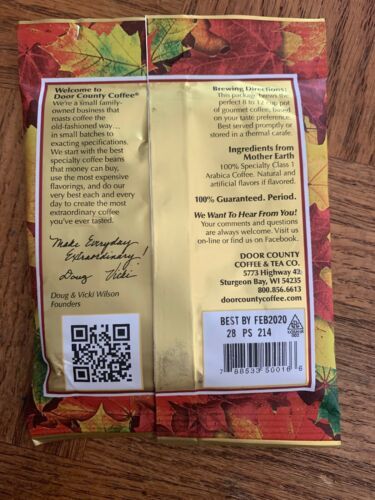 Welcome to
Door County Coffee®
We're a small family-
owned business that
roasts coffee the
old-fashioned way...
in small batches to
exacting specifications.
We start with the best
specialty coffee beans
that money can buy,
use the most expensive
flavorings, and do our
very best each and every
day to create the most
extraordinary coffee
you've ever tasted.
Make Everyday
Extraordinary!
Doug Vicki
Doug & Vicki Wilson
Founders
Brewing Directions:
This package brews the
perfect 8 to 12 cup pot
of gourmet coffee, based
on your taste preference.
Best served promptly or
stored in a thermal carafe.
Ingredients from
Mother Earth
100% Specialty Class 1
Arabica Coffee. Natural and
artificial flavors if flavored.
100% Guaranteed. Period.
We Want To Hear From You!
Your comments and questions
are always welcome. Visit us
on-line or find us on Facebook.
DOOR COUNTY
COFFEE & TEA CO.
5773 Highway 42
Sturgeon Bay, WI 54235
800.856.6613
doorcountycoffee.com
BEST BY FEB2020
28 PS 214
7 88533 50016 6